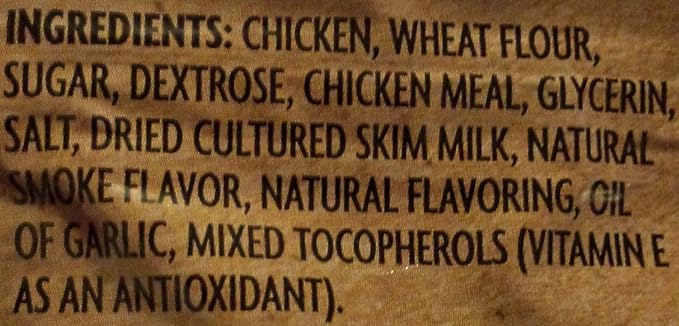 INGREDIENTS: CHICKEN, WHEAT FLOUR,
SUGAR, DEXTROSE, CHICKEN MEAL, GLYCERIN,
SALT, DRIED CULTURED SKIM MILK, NATURAL
SMOKE FLAVOR, NATURAL FLAVORING, OIL
OF GARLIC, MIXED TOCOPHEROLS (VITAMIN E
AS AN ANTIOXIDANT).